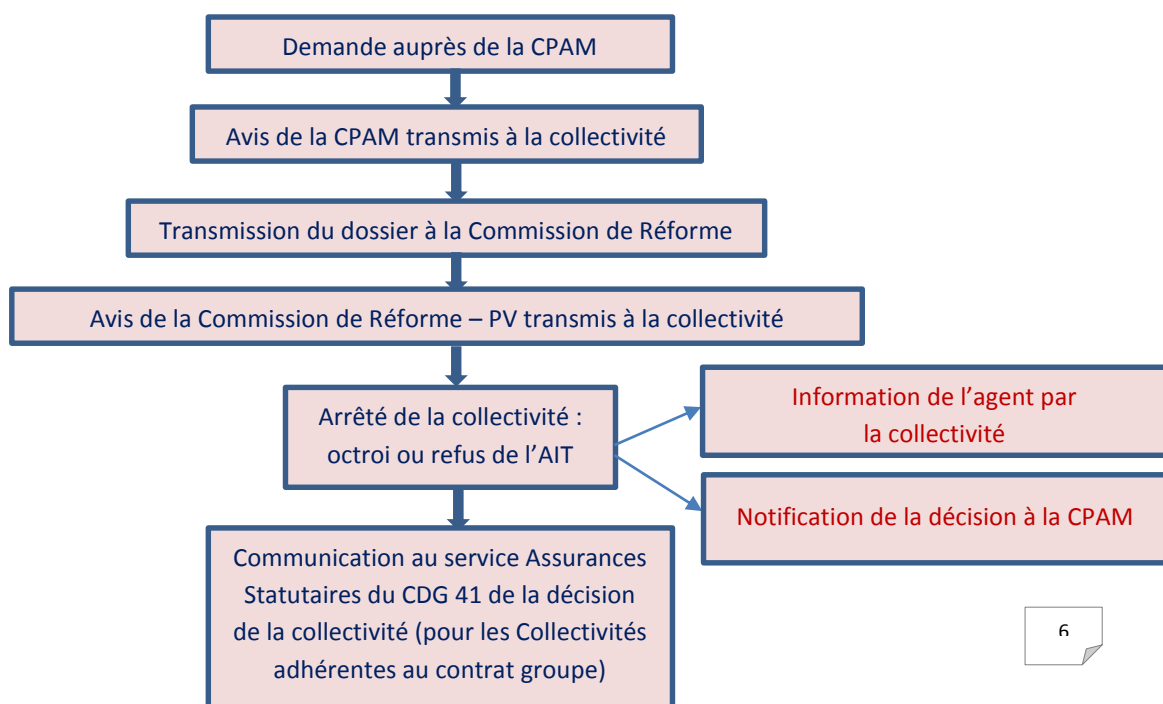 Demande auprès de la CPAM
Avis de la CPAM transmis à la collectivité
Transmission du dossier à la Commission de Réforme
Avis de la Commission de Réforme – PV transmis à la collectivité
Arrêté de la collectivité :
octroi ou refus de l’AIT
Information de l’agent par
la collectivité
Notification de la décision à la CPAM
Communication au service Assurances
Statutaires du CDG 41 de la décision
de la collectivité (pour les Collectivités
adhérentes au contrat groupe)
6